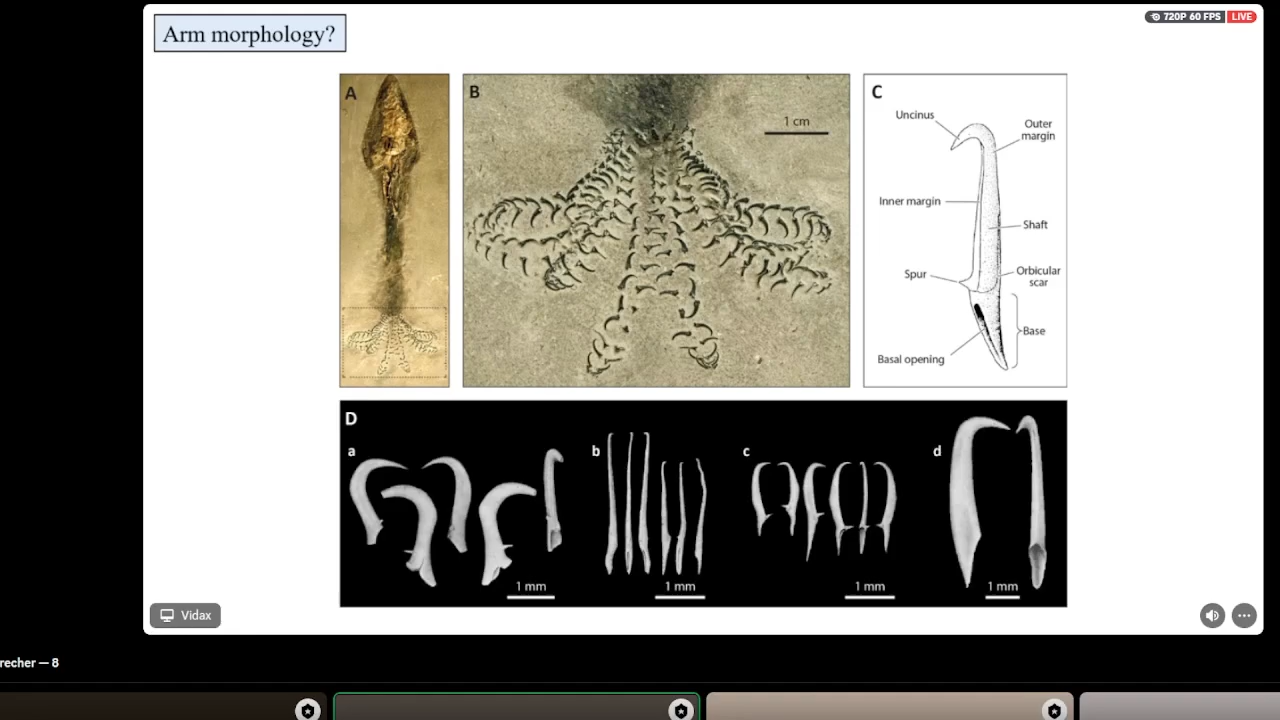 Arm morphology?
720P 60 FPS LIVE
A
B
1 cm
C
Uncinus
Outer
margin
Inner margin
Shaft
Spur
Orbicular
scar
Base
Basal opening
D
a
b
c
d
1 mm
1 mm
1 mm
1 mm
Vidax
recher — 8